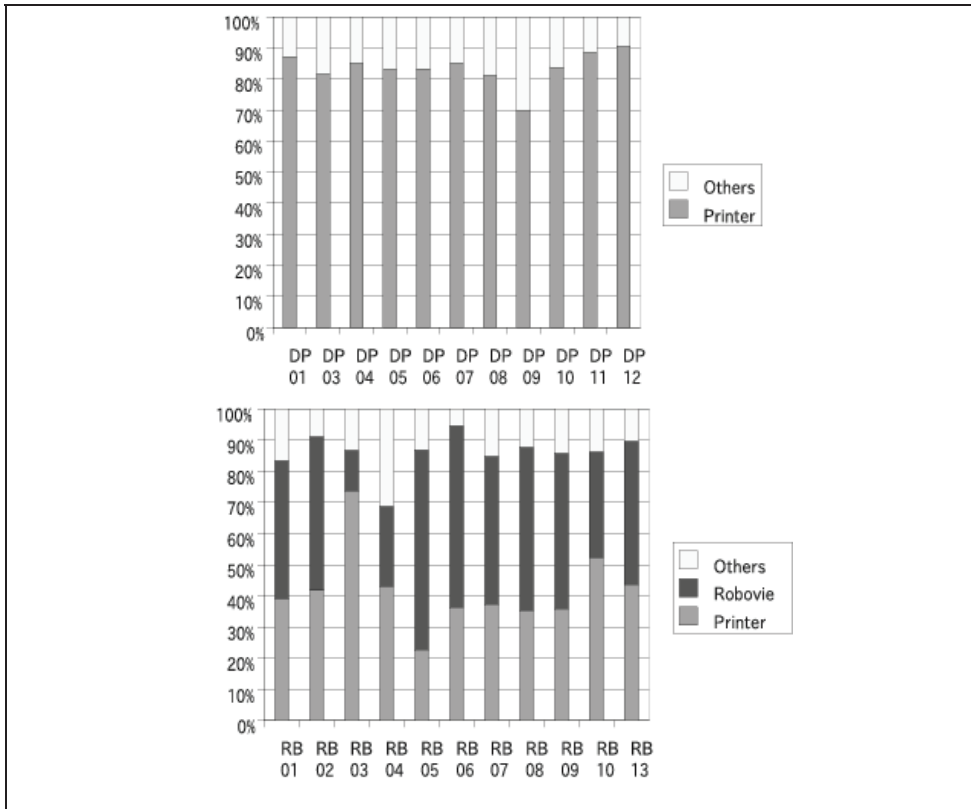 100%
90%
80%
70%
60%
50%
40%
30%
20%
10%
0%
DP DP DP DP DP DP DP DP DP DP DP
01 03 04 05 06 07 08 09 10 11 12
Others
Printer
100%
90%
80%
70%
60%
50%
40%
30%
20%
10%
0%
RB RB RB RB RB RB RB RB RB RB RB
01 02 03 04 05 06 07 08 09 10 13
Others
Robovie
Printer